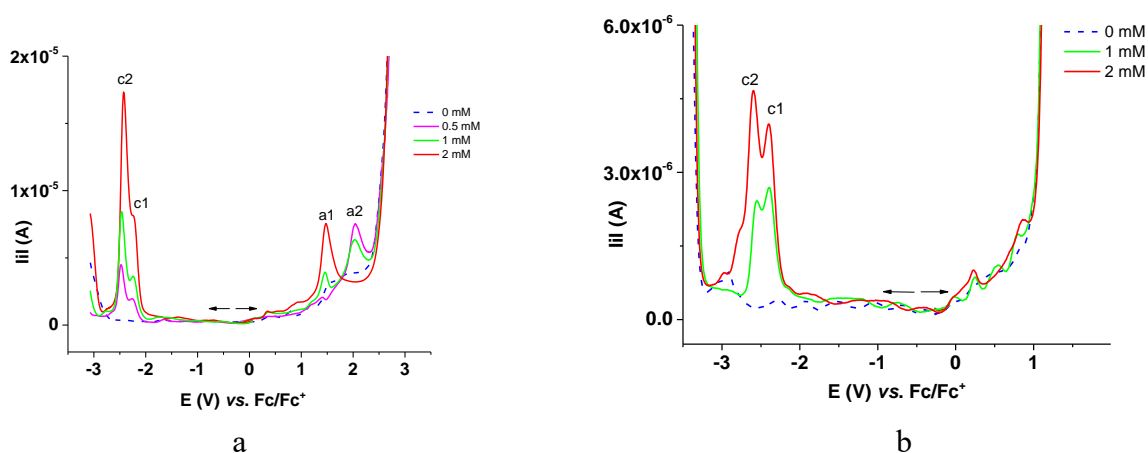 2x10⁻⁵
1x10⁻⁵
0
IiI (A)
c2
c1
a1
a2
0 mM
0.5 mM
1 mM
2 mM
-3 -2 -1 0 1 2 3
E (V) vs. Fc/Fc⁺
a
b
6.0x10⁻⁶
3.0x10⁻⁶
0.0
IiI (A)
c2
c1
0 mM
1 mM
2 mM
-3 -2 -1 0 1
E (V) vs. Fc/Fc⁺
b